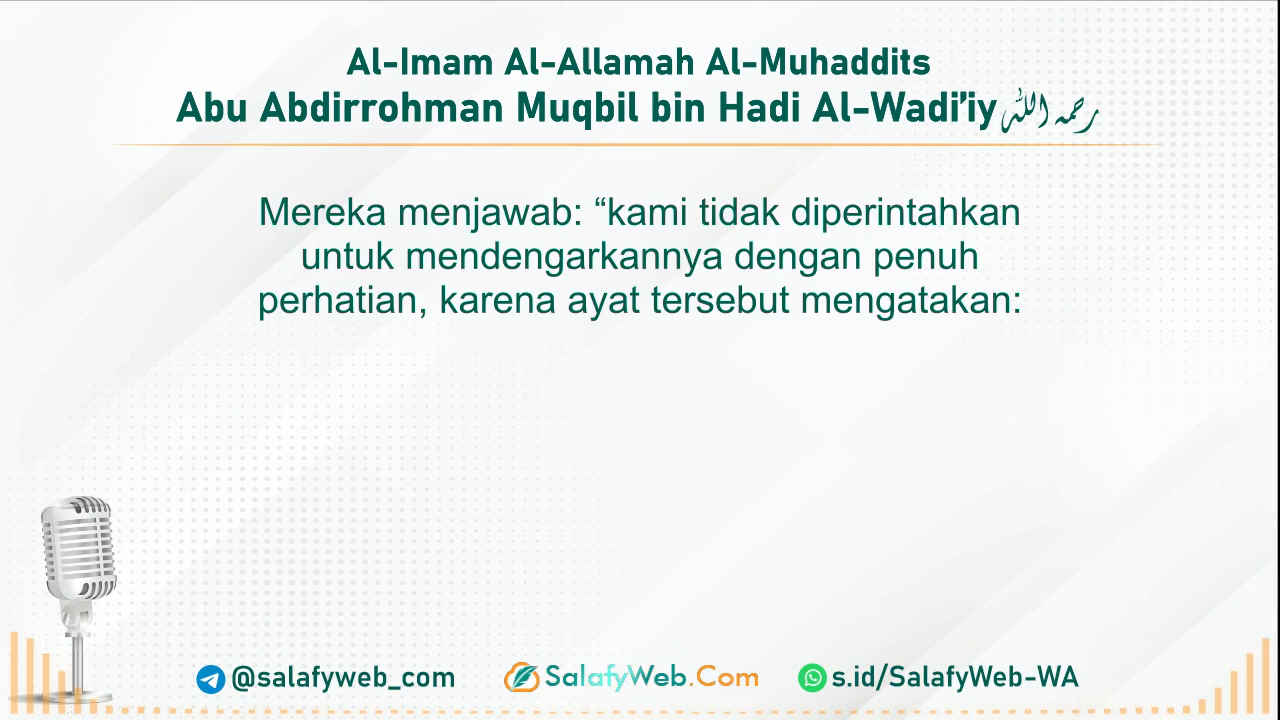 Al-Imam Al-Allamah Al-Muhaddits
Abu Abdirrohman Muqbil bin Hadi Al-Wadi’iy رحمه الله
Mereka menjawab: “kami tidak diperintahkan
untuk mendengarkannya dengan penuh
perhatian, karena ayat tersebut mengatakan:
@salafyweb_com SalafyWeb.Com s.id/SalafyWeb-WA